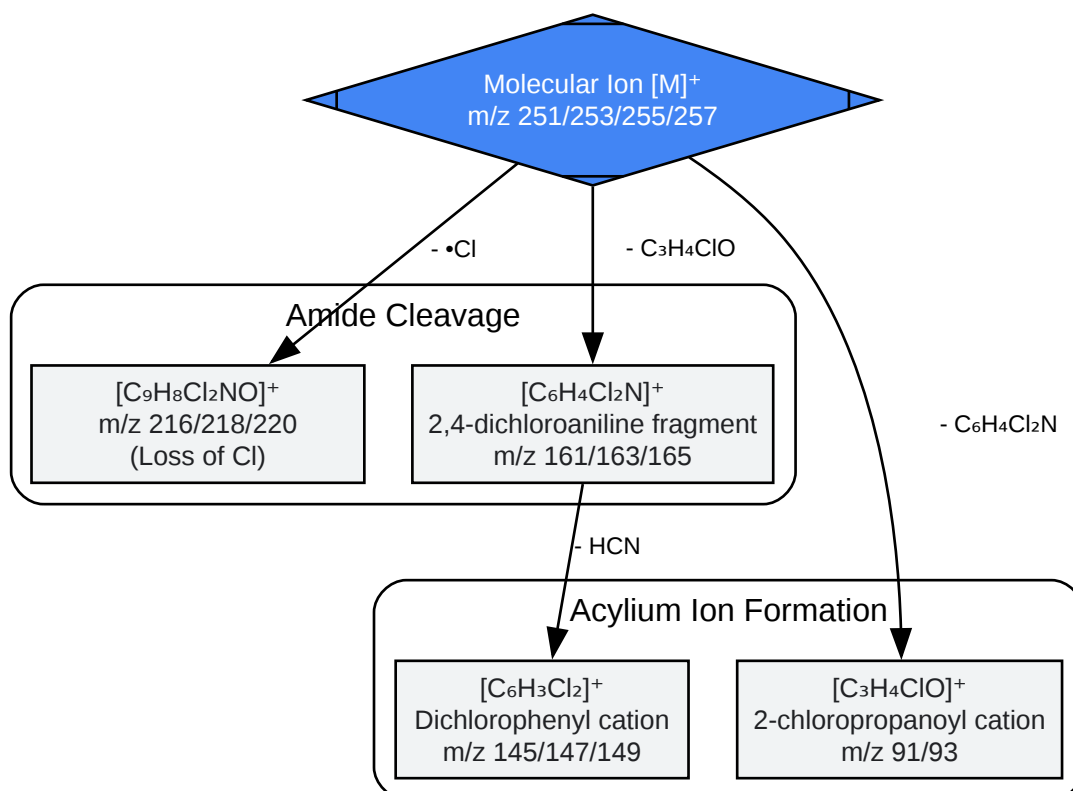 Molecular Ion [M]⁺
m/z 251/253/255/257
- •Cl
- C₃H₄ClO
Amide Cleavage
[C₉H₈Cl₂NO]⁺
m/z 216/218/220
(Loss of Cl)
[C₆H₄Cl₂N]⁺
2,4-dichloroaniline fragment
m/z 161/163/165
- C₆H₄Cl₂N
- HCN
Acylium Ion Formation
[C₆H₃Cl₂]⁺
Dichlorophenyl cation
m/z 145/147/149
[C₃H₄ClO]⁺
2-chloropropanoyl cation
m/z 91/93